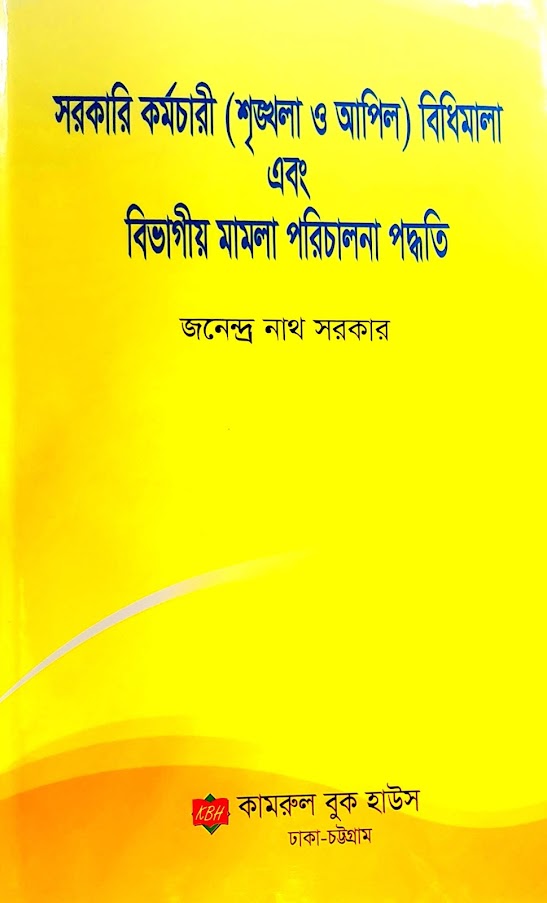 সরকারি কর্মচারী (শৃঙ্খলা ও আপিল) বিধিমালা
এবং
বিভাগীয় মামলা পরিচালনা পদ্ধতি
জনেন্দ্র নাথ সরকার
KBH কামরুল বুক হাউস
ঢাকা-চট্টগ্রাম